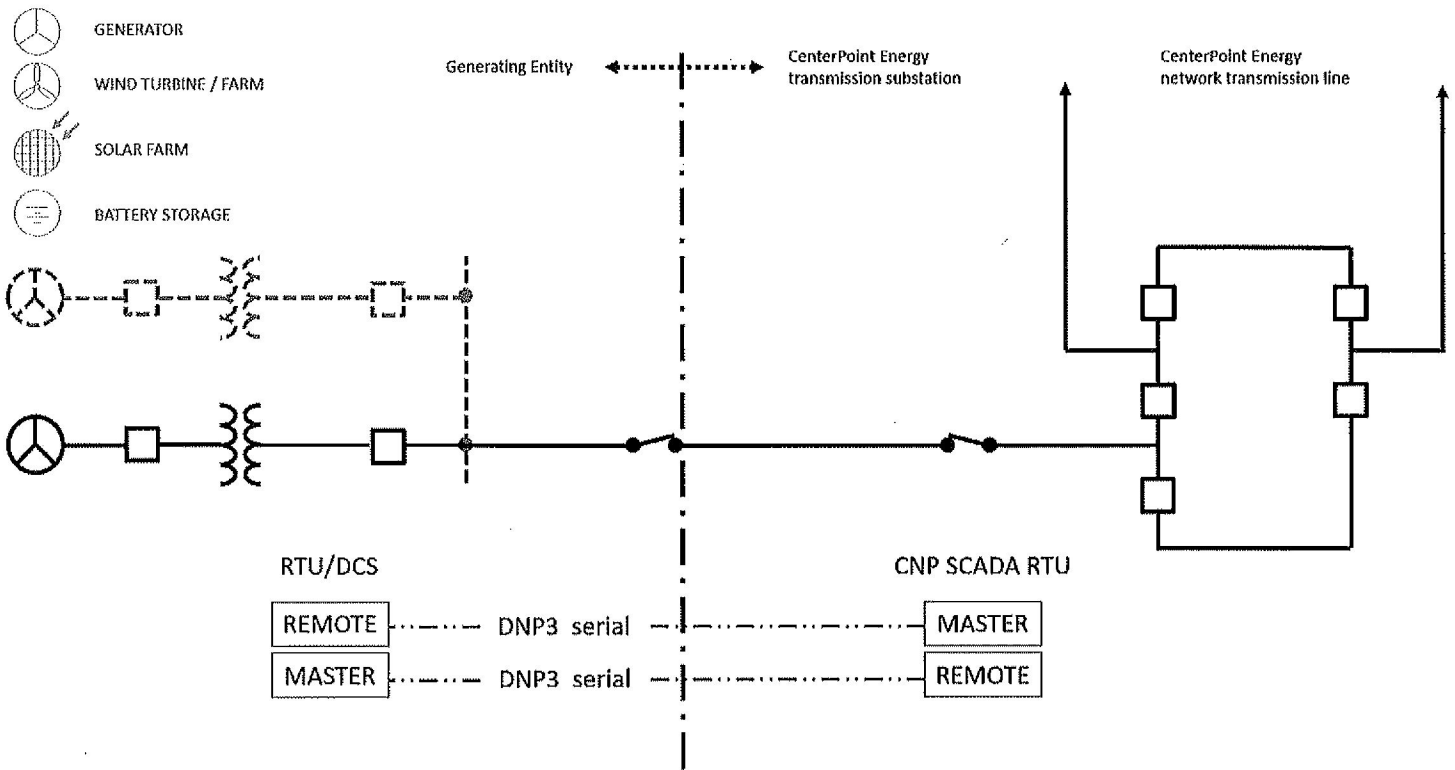 GENERATOR
WIND TURBINE / FARM
SOLAR FARM
BATTERY STORAGE
Generating Entity
CenterPoint Energy
transmission substation
CenterPoint Energy
network transmission line
RTU/DCS
CNP SCADA RTU
REMOTE DNP3 serial MASTER
MASTER DNP3 serial REMOTE